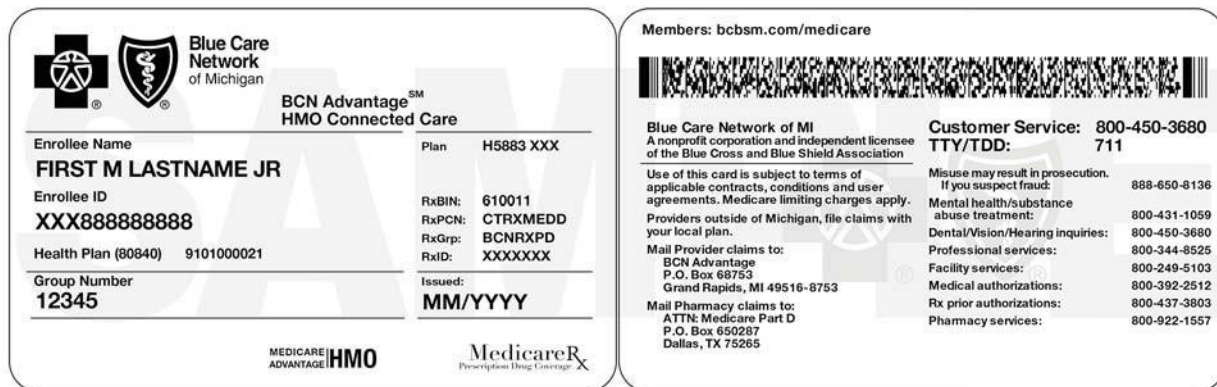 Blue Care
Network
of Michigan
BCN Advantage℠
HMO Connected Care
Enrollee Name
FIRST M LASTNAME JR
Enrollee ID
XXX888888888
Health Plan (80840) 9101000021
Group Number
12345
Plan H5883 XXX
RxBIN: 610011
RxPCN: CTRXMEDD
RxGrp: BCNRXPD
RxID: XXXXXXX
Issued:
MM/YYYY
MEDICARE
ADVANTAGE HMO
MedicareRx
Prescription Drug Coverage
Members: bcbsm.com/medicare
Blue Care Network of MI
A nonprofit corporation and independent licensee
of the Blue Cross and Blue Shield Association
Use of this card is subject to terms of
applicable contracts, conditions and user
agreements. Medicare limiting charges apply.
Providers outside of Michigan, file claims with
your local plan.
Mail Provider claims to:
BCN Advantage
P.O. Box 68753
Grand Rapids, MI 49516-8753
Mail Pharmacy claims to:
ATTN: Medicare Part D
P.O. Box 650287
Dallas, TX 75265
Customer Service: 800-450-3680
TTY/TDD: 711
Misuse may result in prosecution.
If you suspect fraud: 888-650-8136
Mental health/substance
abuse treatment: 800-431-1059
Dental/Vision/Hearing inquiries: 800-450-3680
Professional services: 800-344-8525
Facility services: 800-249-5103
Medical authorizations: 800-392-2512
Rx prior authorizations: 800-437-3803
Pharmacy services: 800-922-1557
SAMPLE